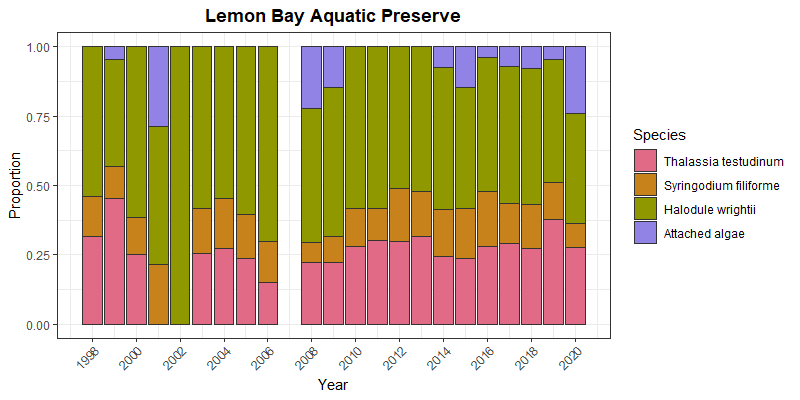 Lemon Bay Aquatic Preserve
1.00
0.75
0.50
0.25
0.00
Proportion
1998
2000
2002
2004
2006
2008
2010
2012
2014
2016
2018
2020
Year
Species
Thalassia testudinum
Syringodium filiforme
Halodule wrightii
Attached algae